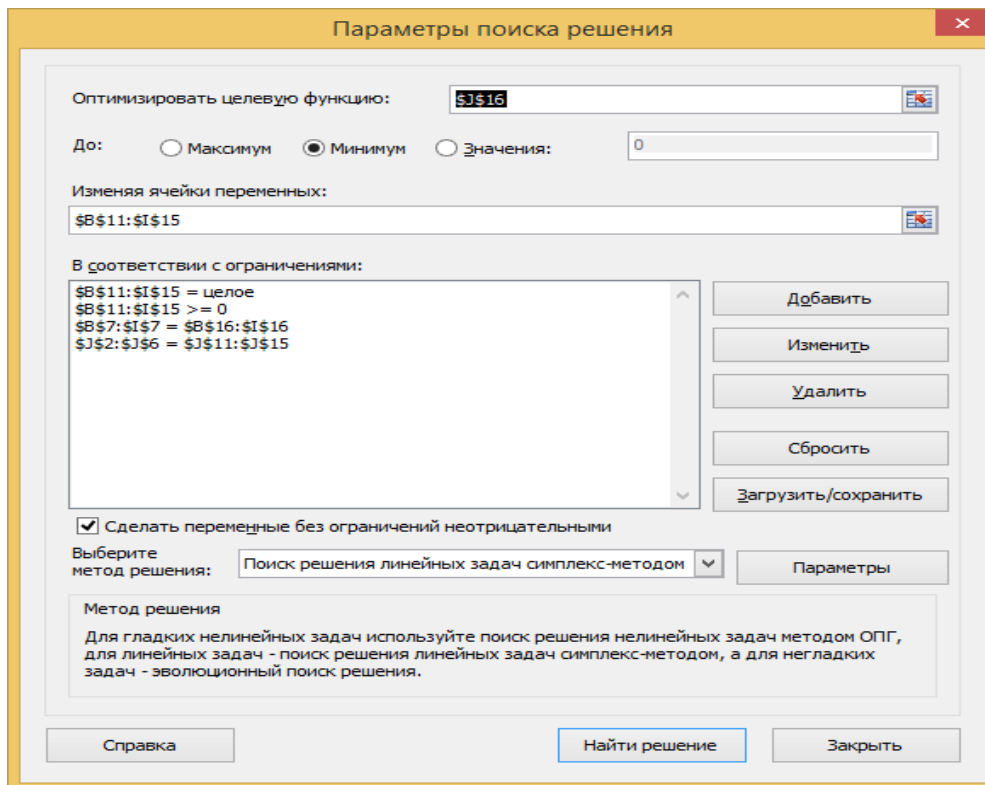 Параметры поиска решения
Оптимизировать целевую функцию: $J$16
До: Максимум Минимум Значения: 0
Изменяя ячейки переменных:
$B$11:$I$15
В соответствии с ограничениями:
$B$11:$I$15 = целое
$B$11:$I$15 >= 0
$B$7:$I$7 = $B$16:$I$16
$J$2:$J$6 = $J$11:$J$15
Добавить
Изменить
Удалить
Сбросить
Загрузить/сохранить
Сделать переменные без ограничений неотрицательными
Выберите
метод решения:
Поиск решения линейных задач симплекс-методом
Параметры
Метод решения
Для гладких нелинейных задач используйте поиск решения нелинейных задач методом ОПГ,
для линейных задач - поиск решения линейных задач симплекс-методом, а для негладких
задач - эволюционный поиск решения.
Справка
Найти решение
Закрыть